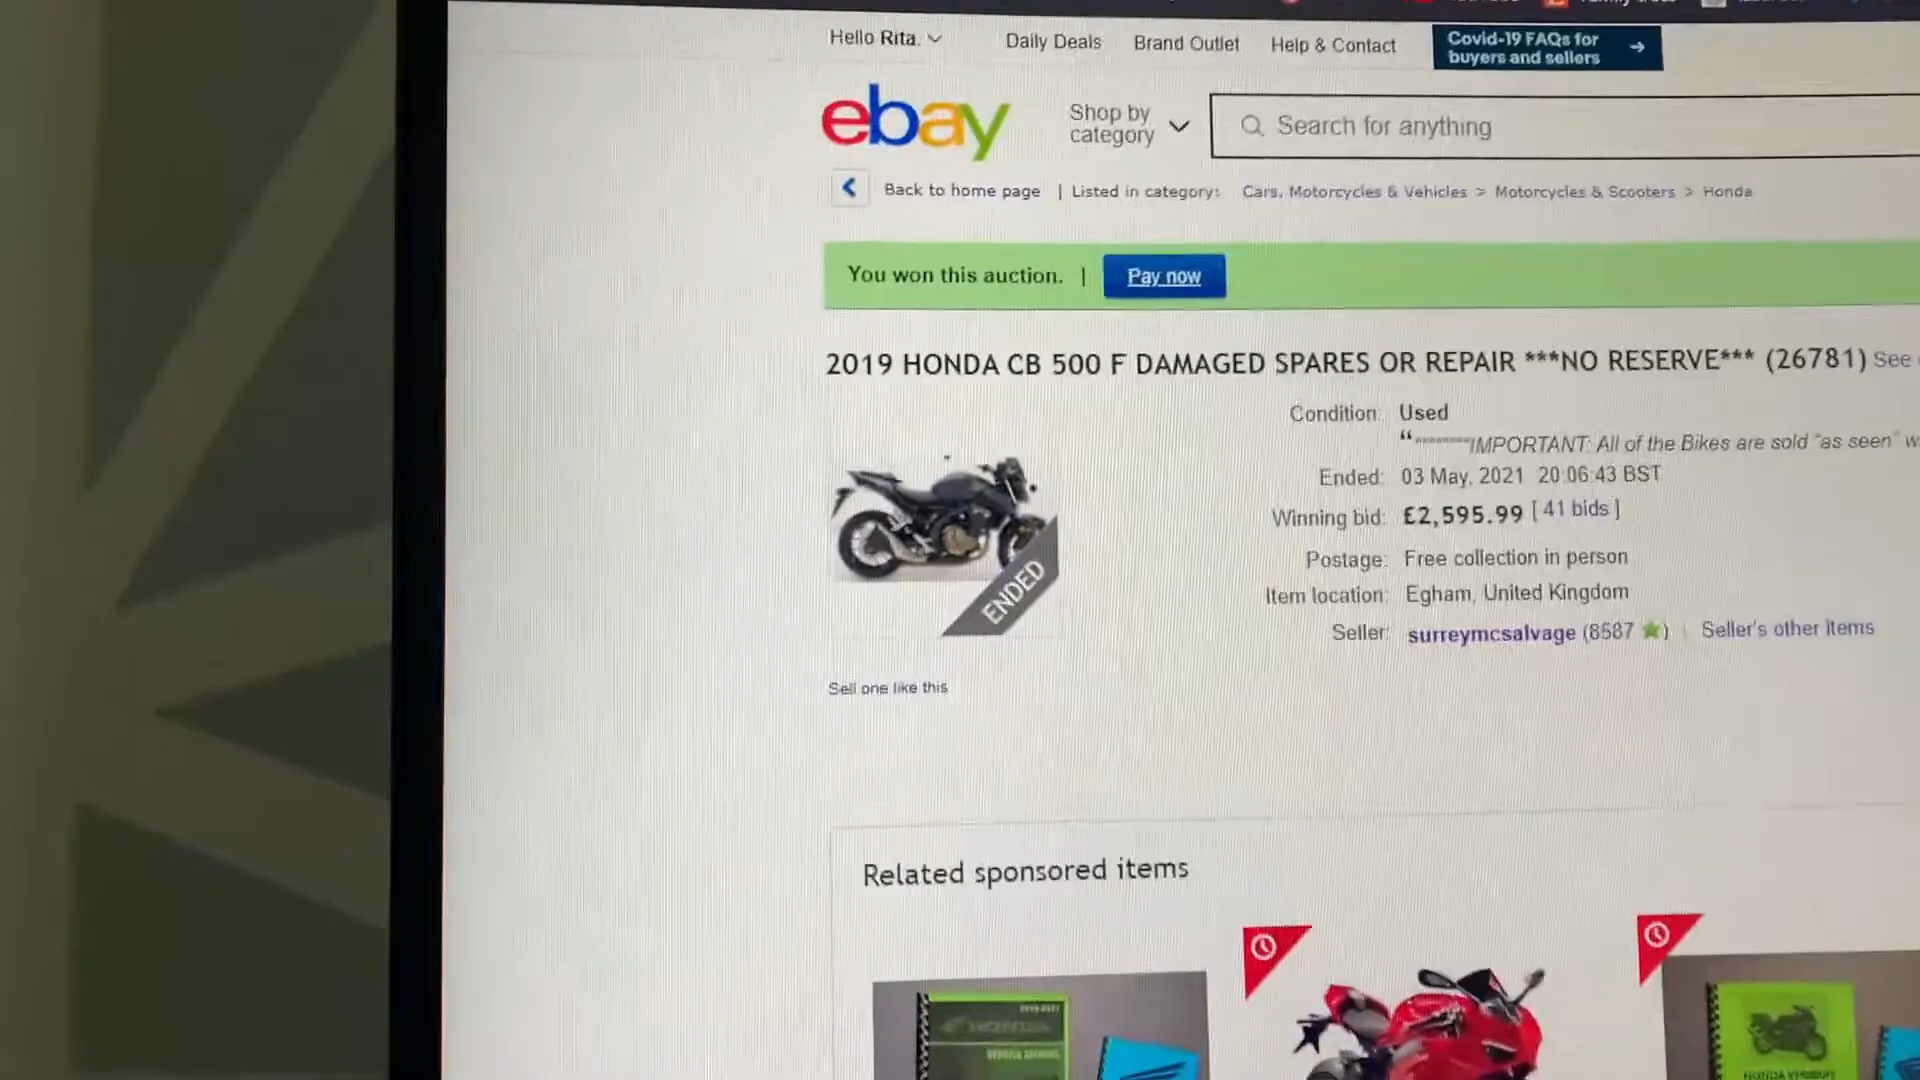 Hello Rita.
Daily Deals
Brand Outlet
Help & Contact
Covid-19 FAQs for
buyers and sellers
ebay
Shop by
category
Search for anything
Back to home page | Listed in category: Cars, Motorcycles & Vehicles > Motorcycles & Scooters > Honda
You won this auction. | Pay now
2019 HONDA CB 500 F DAMAGED SPARES OR REPAIR ***NO RESERVE*** (26781) See
Condition: Used
"********IMPORTANT: All of the Bikes are sold "as seen" w
Ended: 03 May, 2021 20:06:43 BST
Winning bid: £2,595.99 [ 41 bids ]
Postage: Free collection in person
Item location: Egham, United Kingdom
Seller: surreymcsalvage (8587 ) | Seller's other items
ENDED
Sell one like this
Related sponsored items
HONDA
SERVICE MANUAL